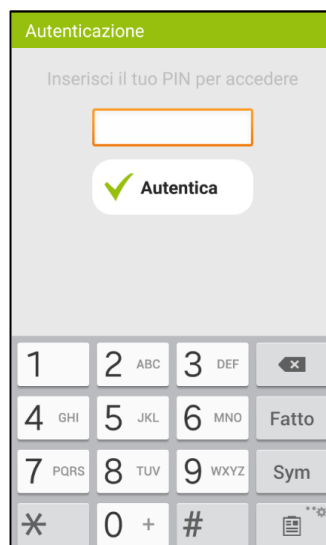 Autenticazione
Inserisci il tuo PIN per accedere
Autentica
1 2 ABC 3 DEF
4 GHI 5 JKL 6 MNO Fatto
7 PQRS 8 TUV 9 WXYZ Sym
* 0 + #